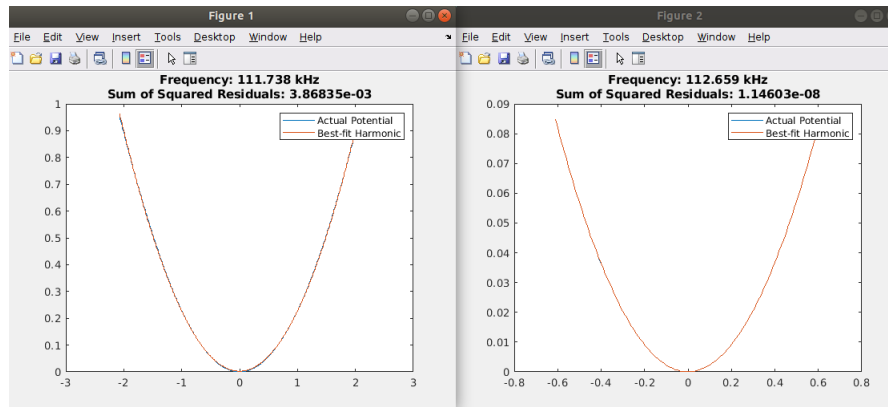 Figure 1
File Edit View Insert Tools Desktop Window Help
Frequency: 111.738 kHz
Sum of Squared Residuals: 3.86835e-03
Actual Potential
Best-fit Harmonic
1
0.9
0.8
0.7
0.6
0.5
0.4
0.3
0.2
0.1
0
-3 -2 -1 0 1 2 3
Figure 2
File Edit View Insert Tools Desktop Window Help
Frequency: 112.659 kHz
Sum of Squared Residuals: 1.14603e-08
Actual Potential
Best-fit Harmonic
0.09
0.08
0.07
0.06
0.05
0.04
0.03
0.02
0.01
0
-0.8 -0.6 -0.4 -0.2 0 0.2 0.4 0.6 0.8